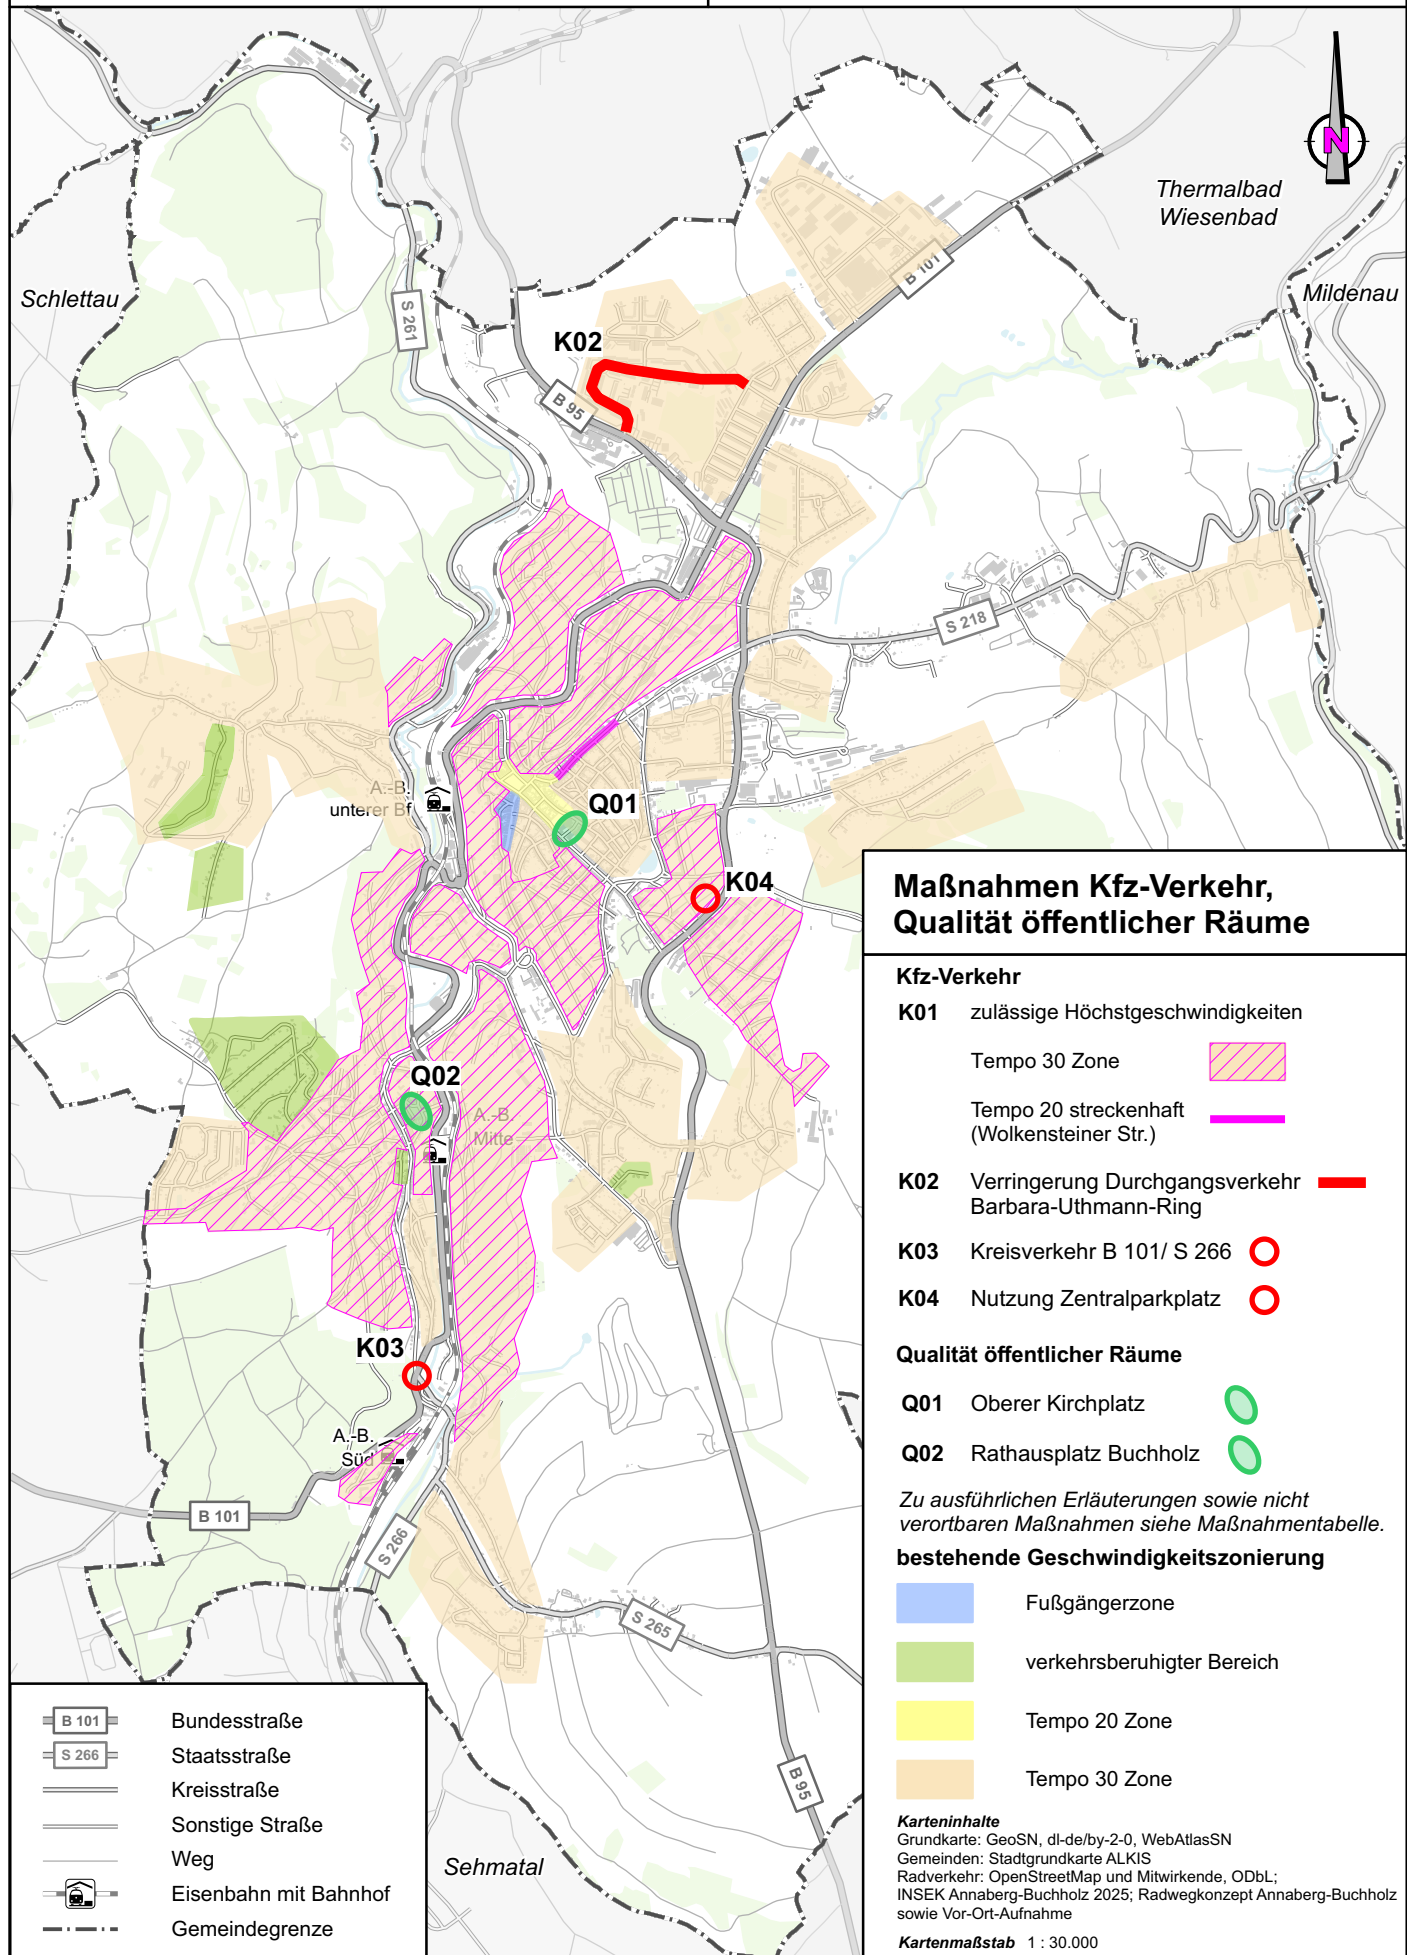 N
Thermalbad
Wiesenbad
Schlettau
Mildenau
B 101
S 261
K02
B 95
S 218
A.-B.
unterer Bf
Q01
K04
Q02
A.-B.
Mitte
K03
A.-B.
Süd
B 101
S 266
S 265
B 95
Sehmatal
Maßnahmen Kfz-Verkehr,
Qualität öffentlicher Räume
Kfz-Verkehr
K01 zulässige Höchstgeschwindigkeiten
Tempo 30 Zone
Tempo 20 streckenhaft
(Wolkensteiner Str.)
K02 Verringerung Durchgangsverkehr
Barbara-Uthmann-Ring
K03 Kreisverkehr B 101/ S 266
K04 Nutzung Zentralparkplatz
Qualität öffentlicher Räume
Q01 Oberer Kirchplatz
Q02 Rathausplatz Buchholz
Zu ausführlichen Erläuterungen sowie nicht
verortbaren Maßnahmen siehe Maßnahmentabelle.
bestehende Geschwindigkeitszonierung
Fußgängerzone
verkehrsberuhigter Bereich
Tempo 20 Zone
Tempo 30 Zone
Karteninhalte
Grundkarte: GeoSN, dl-de/by-2-0, WebAtlasSN
Gemeinden: Stadtgrundkarte ALKIS
Radverkehr: OpenStreetMap und Mitwirkende, ODbL;
INSEK Annaberg-Buchholz 2025; Radwegkonzept Annaberg-Buchholz
sowie Vor-Ort-Aufnahme
Kartenmaßstab 1 : 30.000
B 101 Bundesstraße
S 266 Staatsstraße
Kreisstraße
Sonstige Straße
Weg
Eisenbahn mit Bahnhof
Gemeindegrenze